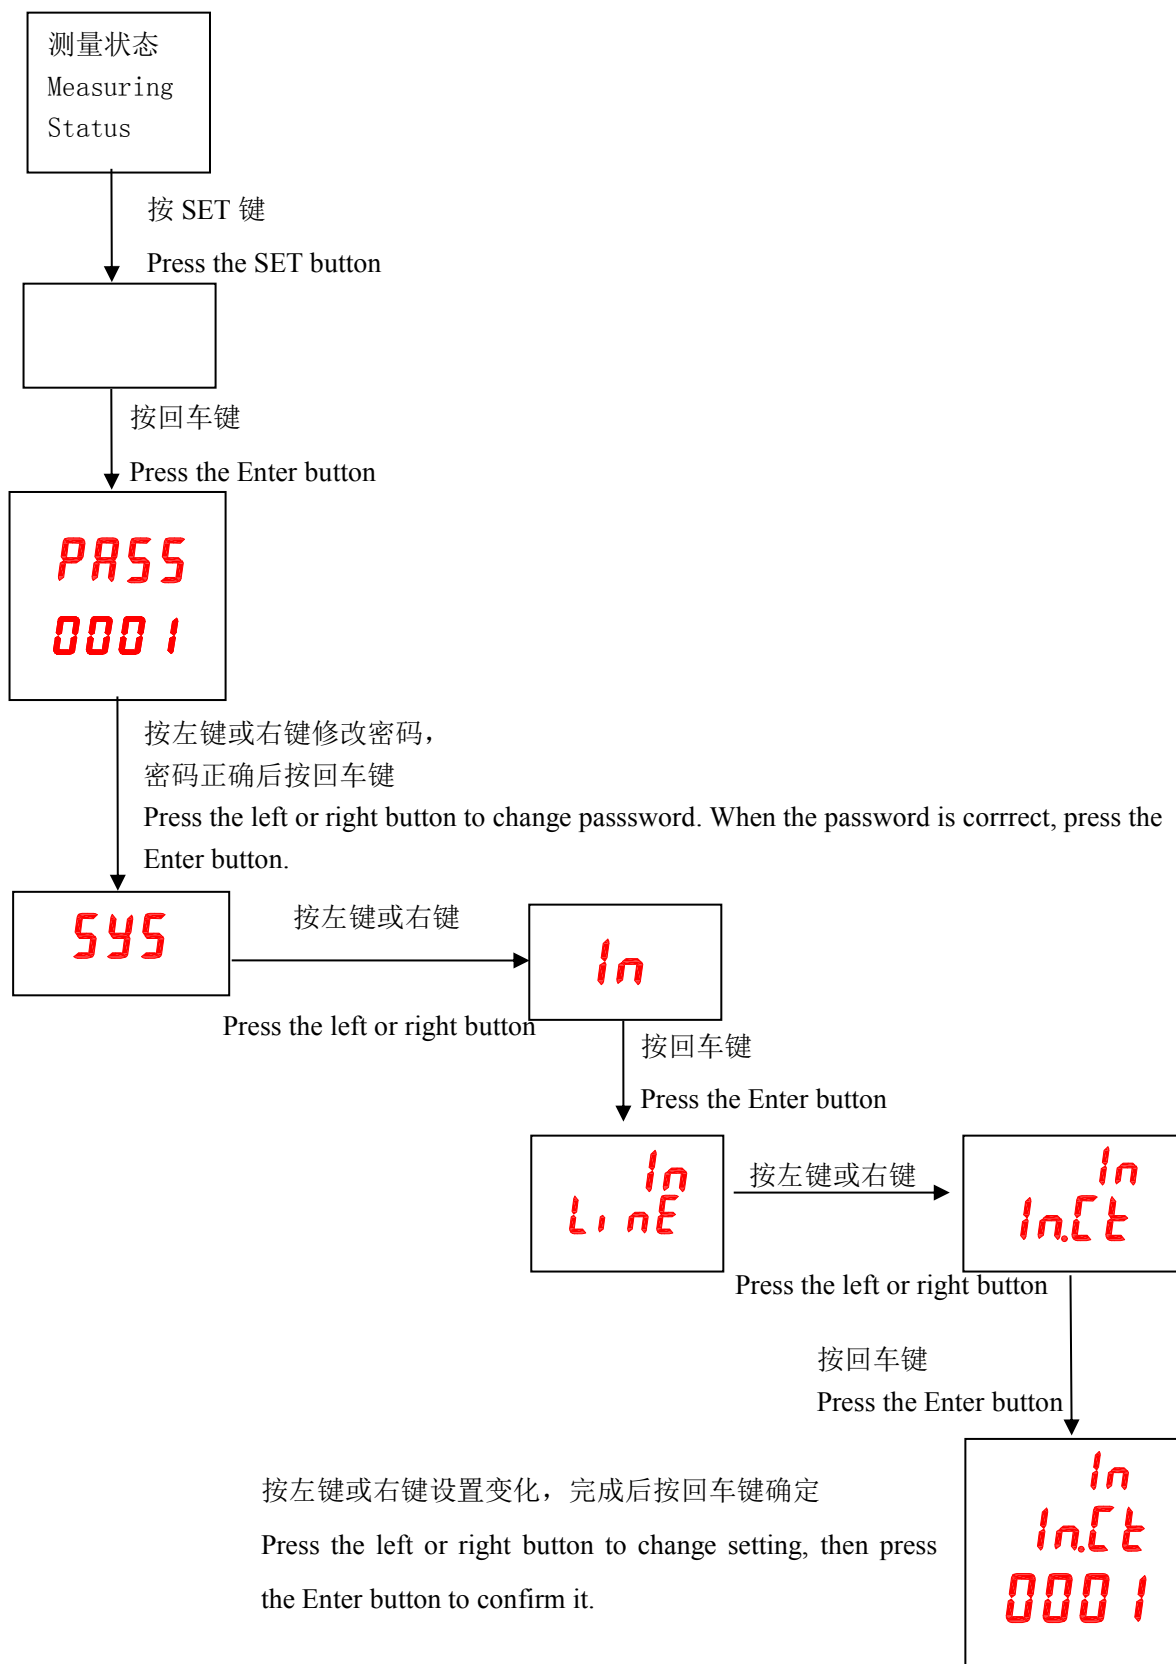 测量状态
Measuring
Status
按 SET 键
Press the SET button
按回车键
Press the Enter button
PASS
0001
按左键或右键修改密码，
密码正确后按回车键
Press the left or right button to change passsword. When the password is corrrect, press the
Enter button.
SYS
按左键或右键
Press the left or right button
In
按回车键
Press the Enter button
In
LinE
按左键或右键
Press the left or right button
In
In.Ct
按回车键
Press the Enter button
按左键或右键设置变化，完成后按回车键确定
Press the left or right button to change setting, then press
the Enter button to confirm it.
In
In.Ct
0001